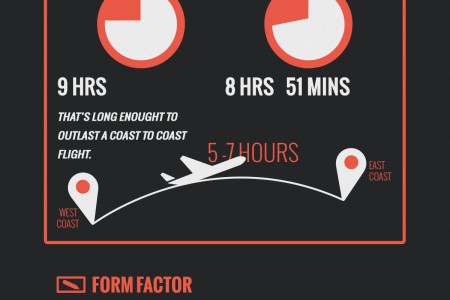 9 HRS
8 HRS 51 MINS
THAT'S LONG ENOUGHT TO
OUTLAST A COAST TO COAST
FLIGHT.
5-7 HOURS
EAST
COAST
WEST
COAST
FORM FACTOR